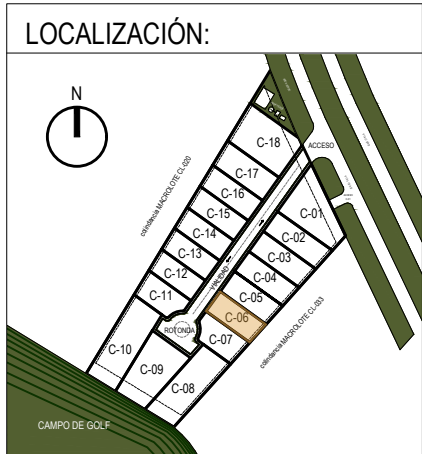 LOCALIZACIÓN:
N
ACCESO
C-18
C-17
C-16
C-15
C-14
C-13
C-12
C-11
C-10
C-09
C-08
C-07
C-06
C-05
C-04
C-03
C-02
C-01
colindancia MACROLOTE CL-020
colindancia MACROLOTE CL-033
VIALIDAD
ROTONDA
CAMPO DE GOLF